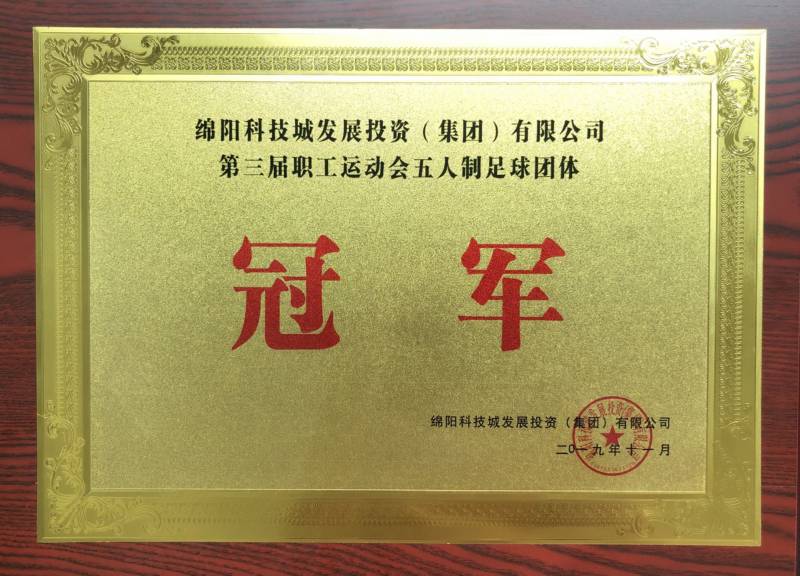 绵阳科技城发展投资（集团）有限公司
第三届职工运动会五人制足球团体
冠军
绵阳科技城发展投资（集团）有限公司
二〇一九年十一月